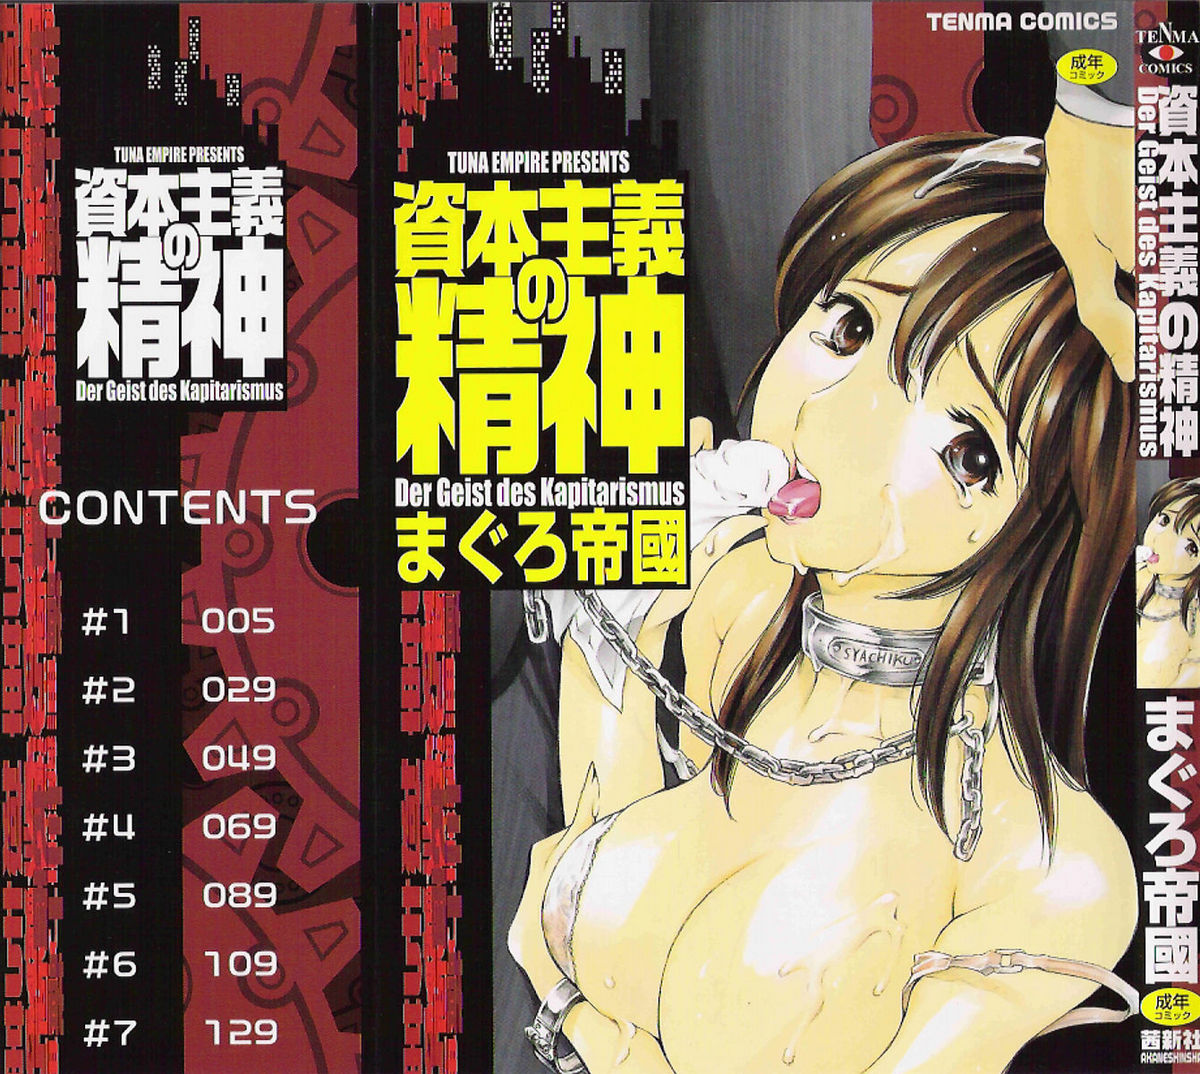 TUNA EMPIRE PRESENTS
資本主義の
精神
Der Geist des Kapitarismus
CONTENTS
#1 005
#2 029
#3 049
#4 069
#5 089
#6 109
#7 129
TUNA EMPIRE PRESENTS
資本主義の
精神
Der Geist des Kapitarismus
まぐろ帝國
TENMA COMICS
成年
コミック
SYACHIKU
TENMA
COMICS
資本主義の精神
Der Geist des Kapitarismus
まぐろ帝國
成年
コミック
茜新社
AKANESHINSHA